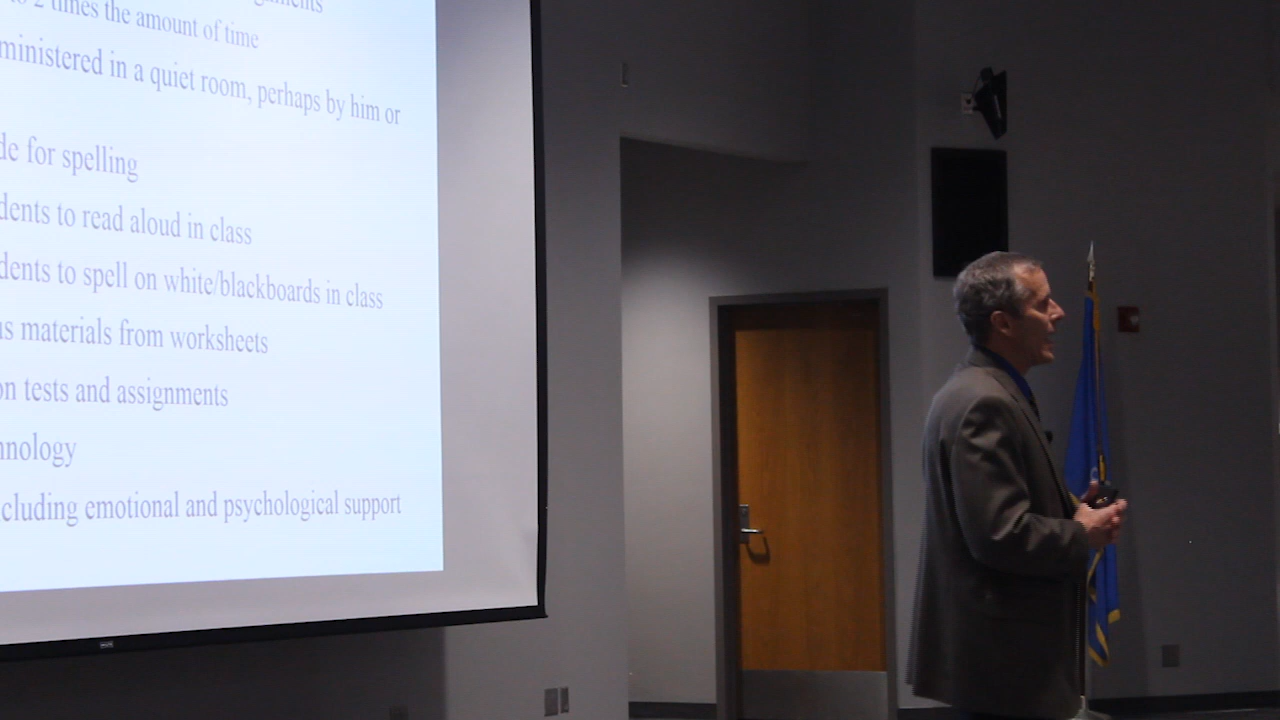 2 times the amount of time
ministered in a quiet room, perhaps by him or
de for spelling
dents to read aloud in class
dents to spell on white/blackboards in class
us materials from worksheets
on tests and assignments
hnology
cluding emotional and psychological support